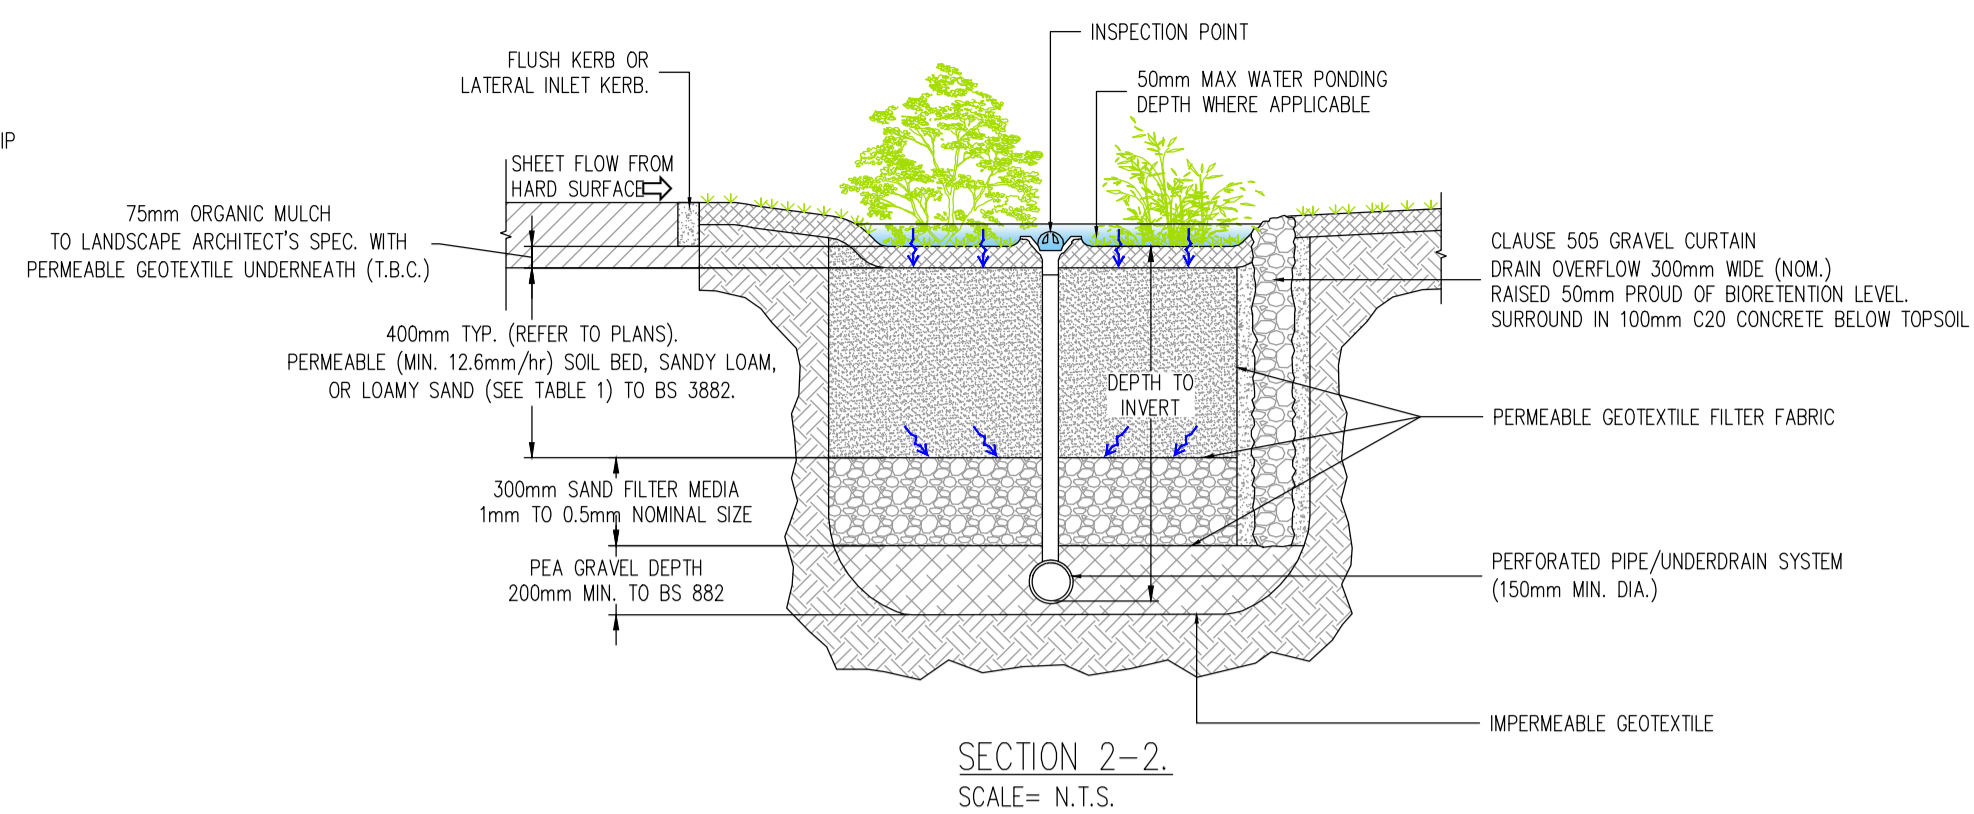 INSPECTION POINT
FLUSH KERB OR
LATERAL INLET KERB.
50mm MAX WATER PONDING
DEPTH WHERE APPLICABLE
IP
SHEET FLOW FROM
HARD SURFACE
75mm ORGANIC MULCH
TO LANDSCAPE ARCHITECT'S SPEC. WITH
PERMEABLE GEOTEXTILE UNDERNEATH (T.B.C.)
CLAUSE 505 GRAVEL CURTAIN
DRAIN OVERFLOW 300mm WIDE (NOM.)
RAISED 50mm PROUD OF BIORETENTION LEVEL.
SURROUND IN 100mm C20 CONCRETE BELOW TOPSOIL
400mm TYP. (REFER TO PLANS).
PERMEABLE (MIN. 12.6mm/hr) SOIL BED, SANDY LOAM,
OR LOAMY SAND (SEE TABLE 1) TO BS 3882.
DEPTH TO
INVERT
PERMEABLE GEOTEXTILE FILTER FABRIC
300mm SAND FILTER MEDIA
1mm TO 0.5mm NOMINAL SIZE
PEA GRAVEL DEPTH
200mm MIN. TO BS 882
PERFORATED PIPE/UNDERDRAIN SYSTEM
(150mm MIN. DIA.)
IMPERMEABLE GEOTEXTILE
SECTION 2-2.
SCALE= N.T.S.